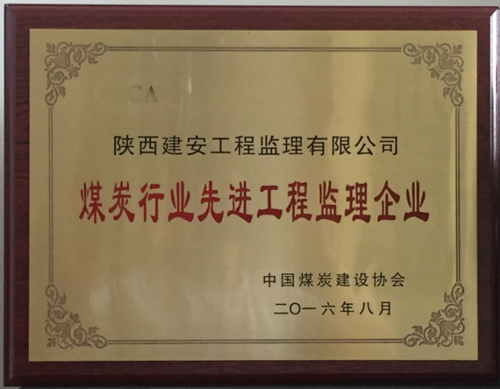 CA
陕西建安工程监理有限公司
煤炭行业先进工程监理企业
中国煤炭建设协会
二〇一六年八月